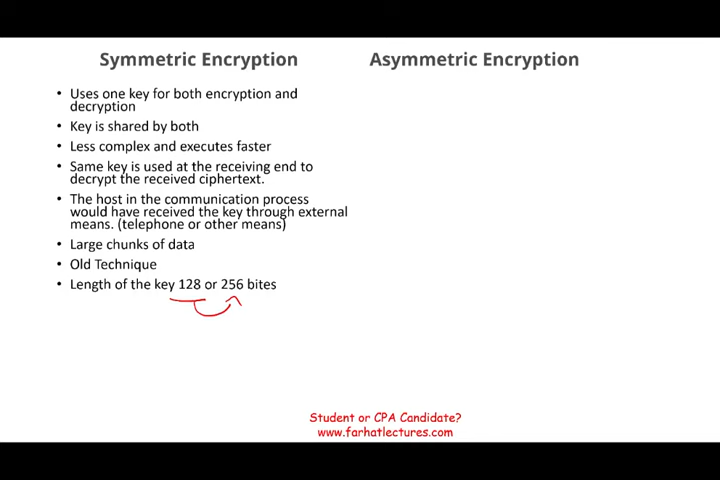 Symmetric Encryption
Asymmetric Encryption
• Uses one key for both encryption and
decryption
• Key is shared by both
• Less complex and executes faster
• Same key is used at the receiving end to
decrypt the received ciphertext.
• The host in the communication process
would have received the key through external
means. (telephone or other means)
• Large chunks of data
• Old Technique
• Length of the key 128 or 256 bites
Student or CPA Candidate?
www.farhatlectures.com